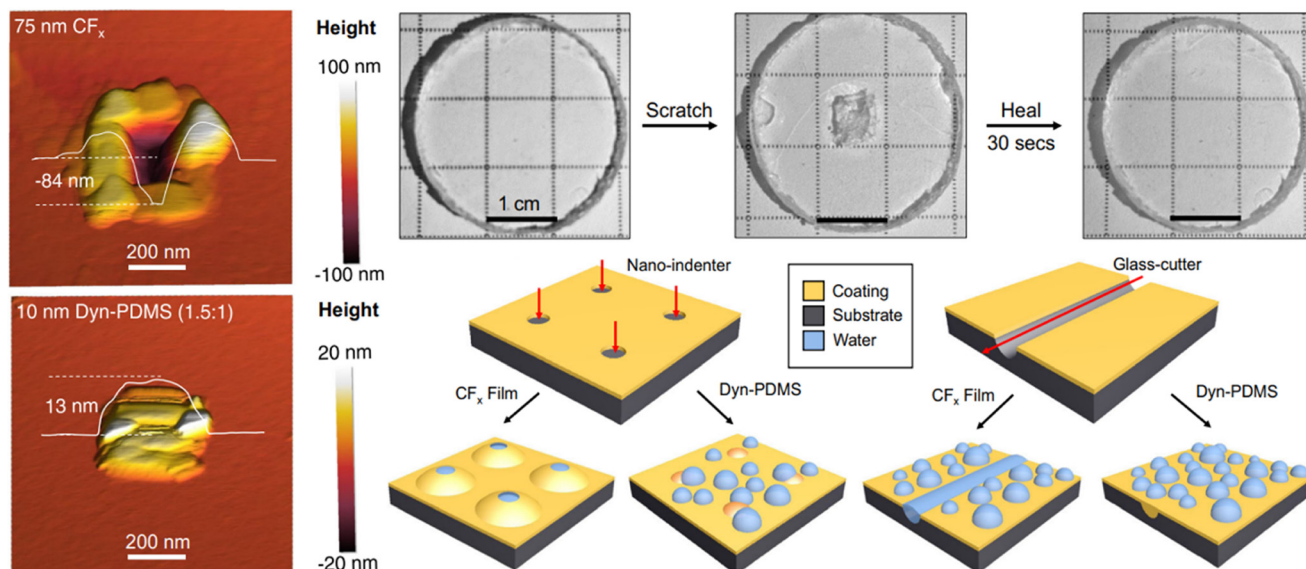 75 nm CFₓ
-84 nm
200 nm
Height
100 nm
-100 nm
10 nm Dyn-PDMS (1.5:1)
13 nm
200 nm
Height
20 nm
-20 nm
1 cm
Scratch
Heal
30 secs
Nano-indenter
Coating
Substrate
Water
Glass-cutter
CFₓ Film
Dyn-PDMS
CFₓ Film
Dyn-PDMS